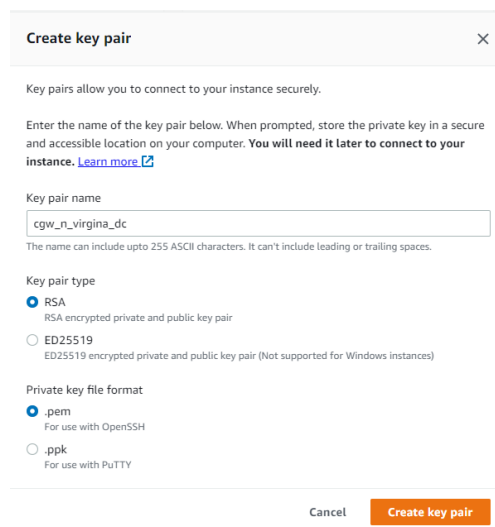 Create key pair
Key pairs allow you to connect to your instance securely.
Enter the name of the key pair below. When prompted, store the private key in a secure
and accessible location on your computer. You will need it later to connect to your
instance. Learn more
Key pair name
cgw_n_virgina_dc
The name can include upto 255 ASCII characters. It can't include leading or trailing spaces.
Key pair type
RSA
RSA encrypted private and public key pair
ED25519
ED25519 encrypted private and public key pair (Not supported for Windows instances)
Private key file format
.pem
For use with OpenSSH
.ppk
For use with PuTTY
Cancel Create key pair